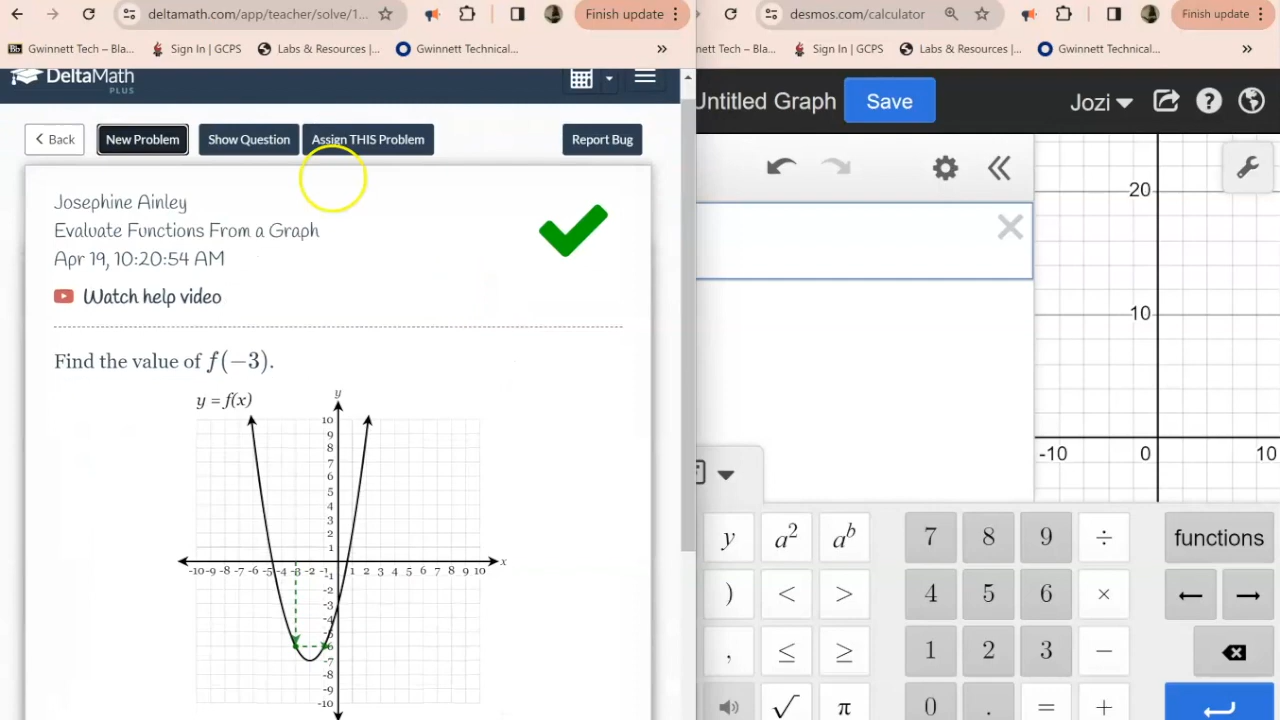 deltamath.com/app/teacher/solve/1...
Finish update
Bb Gwinnett Tech – Bla...
Sign In | GCPS
Labs & Resources |...
Gwinnett Technical...
»
DeltaMath
PLUS
Back
New Problem
Show Question
Assign THIS Problem
Report Bug
Josephine Ainley
Evaluate Functions From a Graph
Apr 19, 10:20:54 AM
Watch help video
Find the value of f(−3).
y = f(x)
y
10
9
8
7
6
5
4
3
2
1
x
-10 -9 -8 -7 -6 -5 -4 -3 -2 -1 1 2 3 4 5 6 7 8 9 10
-1
-2
-3
-4
-5
-6
-7
-8
-9
-10
desmos.com/calculator
Finish update
Tech – Bla...
Sign In | GCPS
Labs & Resources |...
Gwinnett Technical...
»
Untitled Graph
Save
Jozi
?
20
10
-10 0 10
y a² aᵇ 7 8 9 ÷ functions
) < > 4 5 6 × ← →
, ≤ ≥ 1 2 3 −
√ π 0 . = +